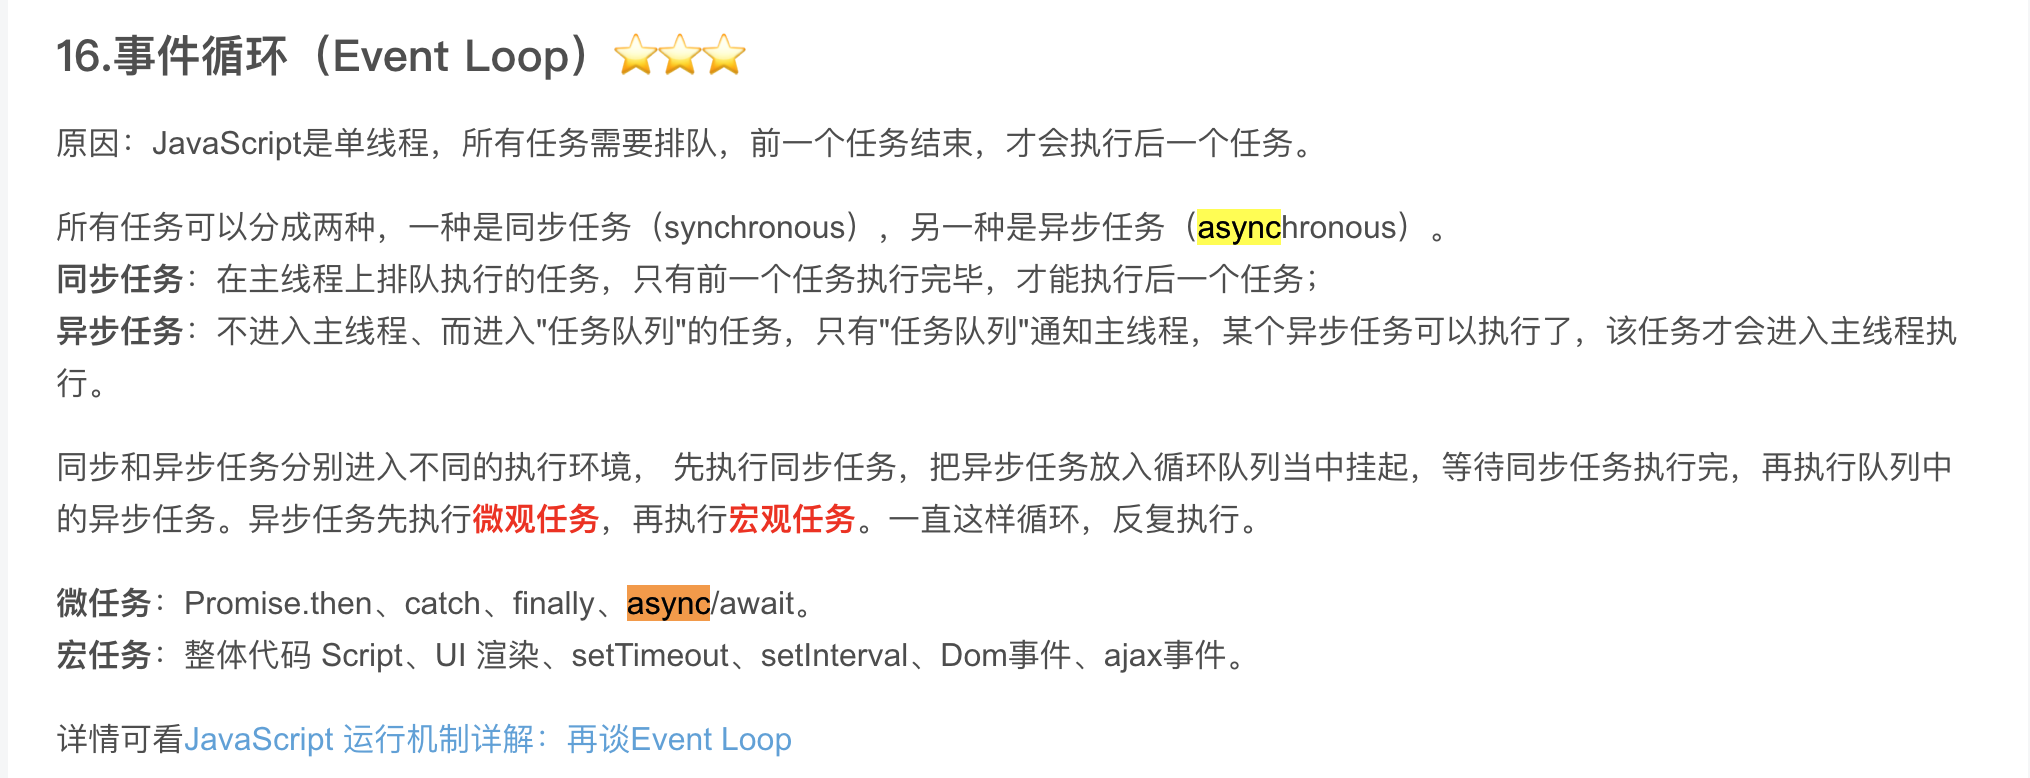 16.事件循环（Event Loop）⭐⭐⭐
原因：JavaScript是单线程，所有任务需要排队，前一个任务结束，才会执行后一个任务。
所有任务可以分成两种，一种是同步任务（synchronous），另一种是异步任务（asynchronous）。
同步任务：在主线程上排队执行的任务，只有前一个任务执行完毕，才能执行后一个任务；
异步任务：不进入主线程、而进入"任务队列"的任务，只有"任务队列"通知主线程，某个异步任务可以执行了，该任务才会进入主线程执
行。
同步和异步任务分别进入不同的执行环境， 先执行同步任务，把异步任务放入循环队列当中挂起，等待同步任务执行完，再执行队列中
的异步任务。异步任务先执行微观任务，再执行宏观任务。一直这样循环，反复执行。
微任务：Promise.then、catch、finally、async/await。
宏任务：整体代码 Script、UI 渲染、setTimeout、setInterval、Dom事件、ajax事件。
详情可看JavaScript 运行机制详解：再谈Event Loop